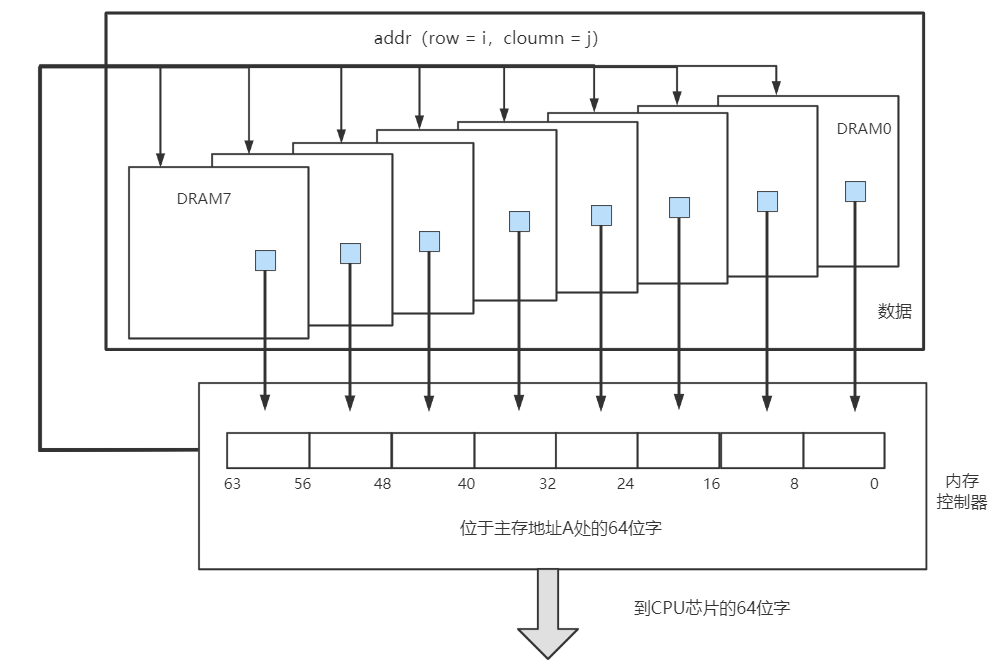 addr（row = i，cloumn = j）
DRAM0
DRAM7
数据
63 56 48 40 32 24 16 8 0
内存
控制器
位于主存地址A处的64位字
到CPU芯片的64位字